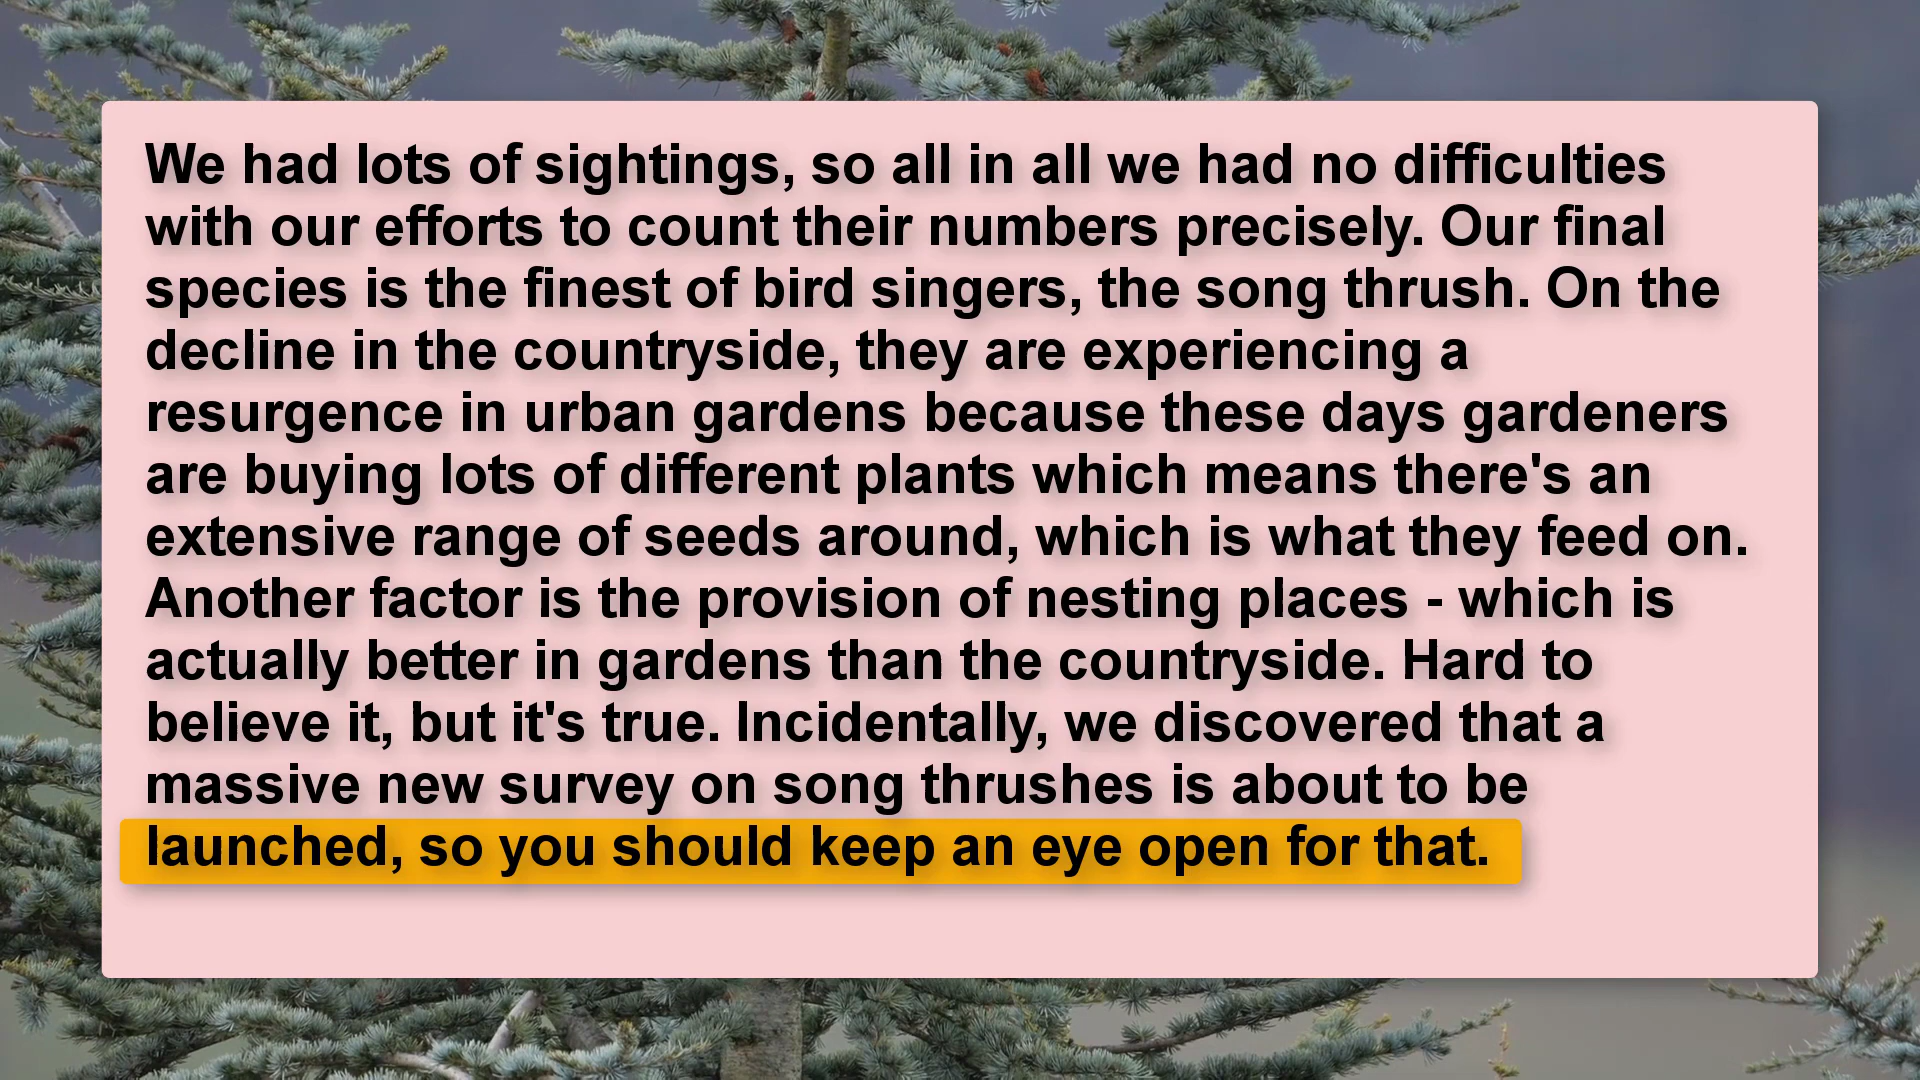 We had lots of sightings, so all in all we had no difficulties
with our efforts to count their numbers precisely. Our final
species is the finest of bird singers, the song thrush. On the
decline in the countryside, they are experiencing a
resurgence in urban gardens because these days gardeners
are buying lots of different plants which means there's an
extensive range of seeds around, which is what they feed on.
Another factor is the provision of nesting places - which is
actually better in gardens than the countryside. Hard to
believe it, but it's true. Incidentally, we discovered that a
massive new survey on song thrushes is about to be
launched, so you should keep an eye open for that.